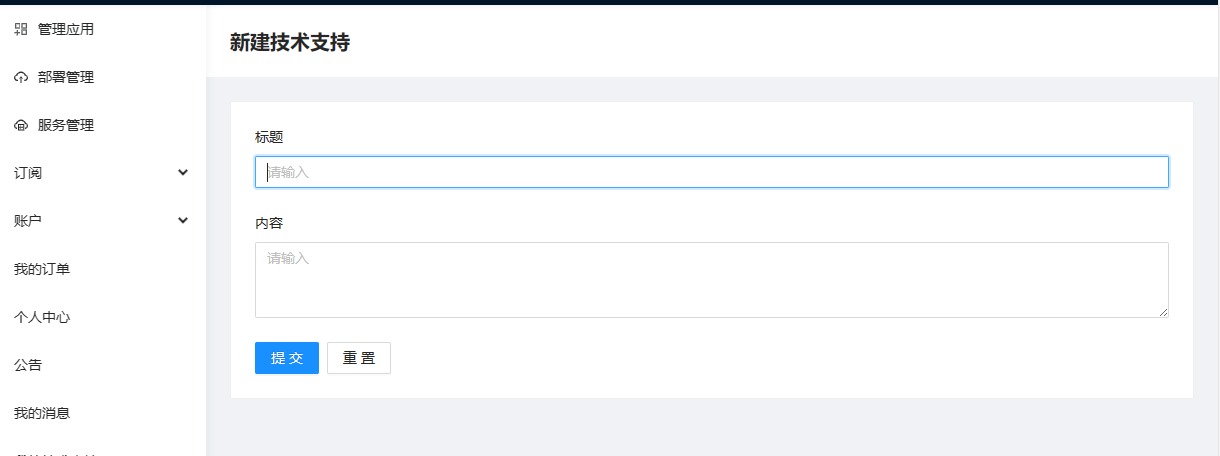 管理应用
新建技术支持
部署管理
服务管理
标题
请输入
订阅
账户
内容
请输入
我的订单
个人中心
提 交
重 置
公告
我的消息